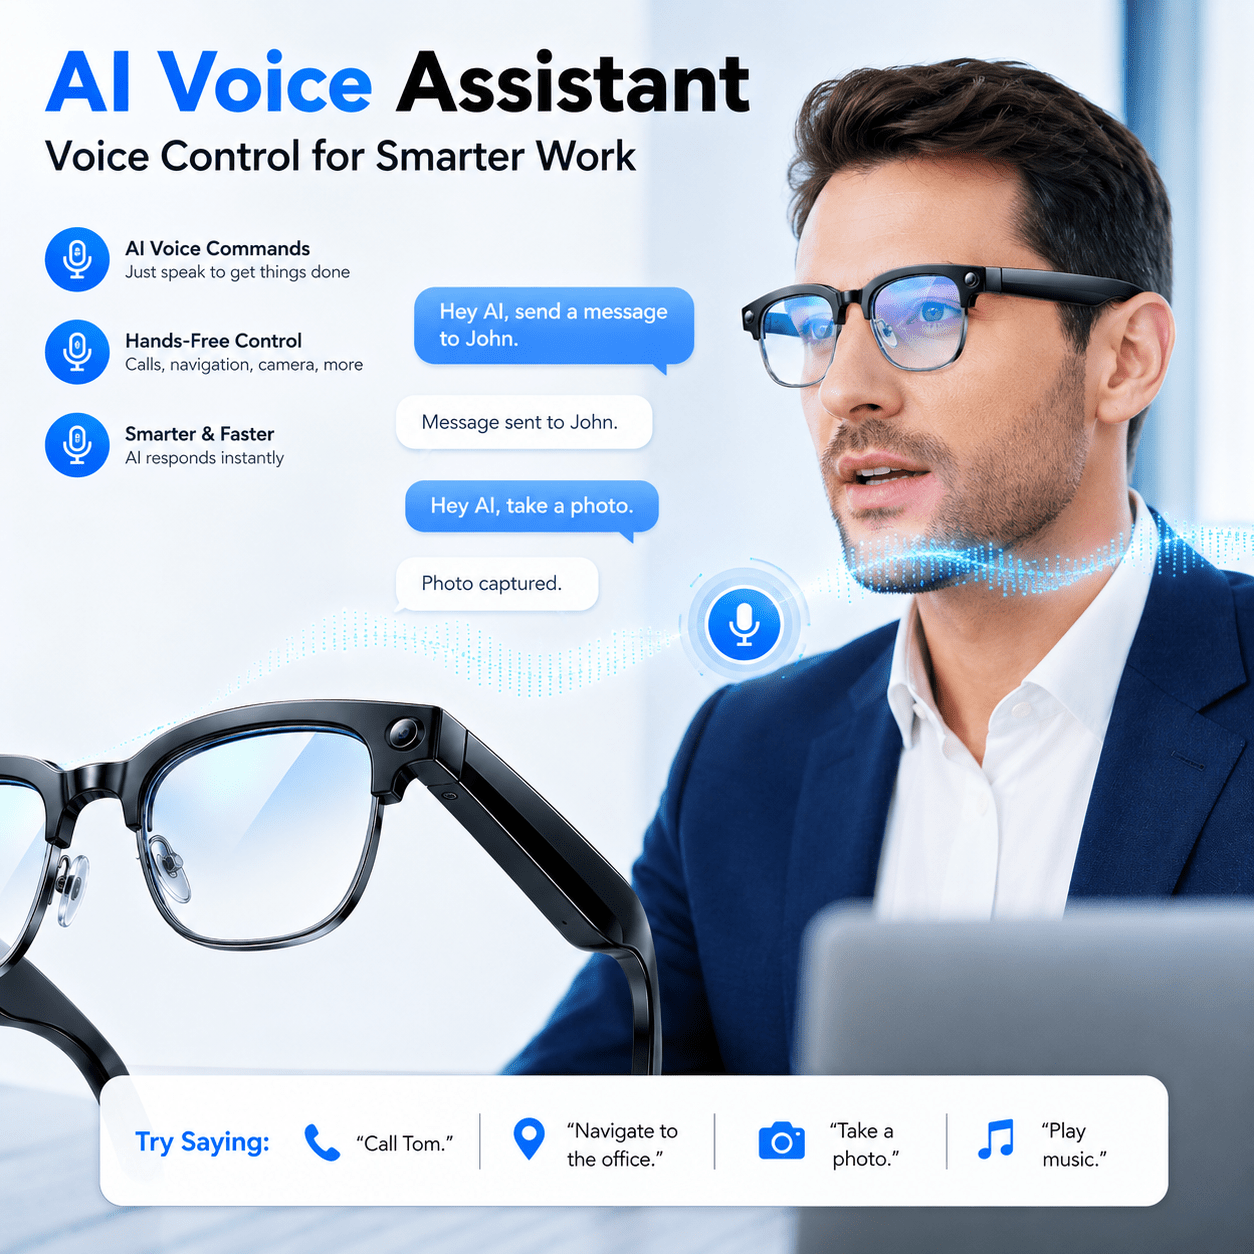 AI Voice Assistant
Voice Control for Smarter Work
AI Voice Commands
Just speak to get things done
Hands-Free Control
Calls, navigation, camera, more
Smarter & Faster
AI responds instantly
Hey AI, send a message
to John.
Message sent to John.
Hey AI, take a photo.
Photo captured.
Try Saying:
“Call Tom.”
“Navigate to
the office.”
“Take a
photo.”
“Play
music.”